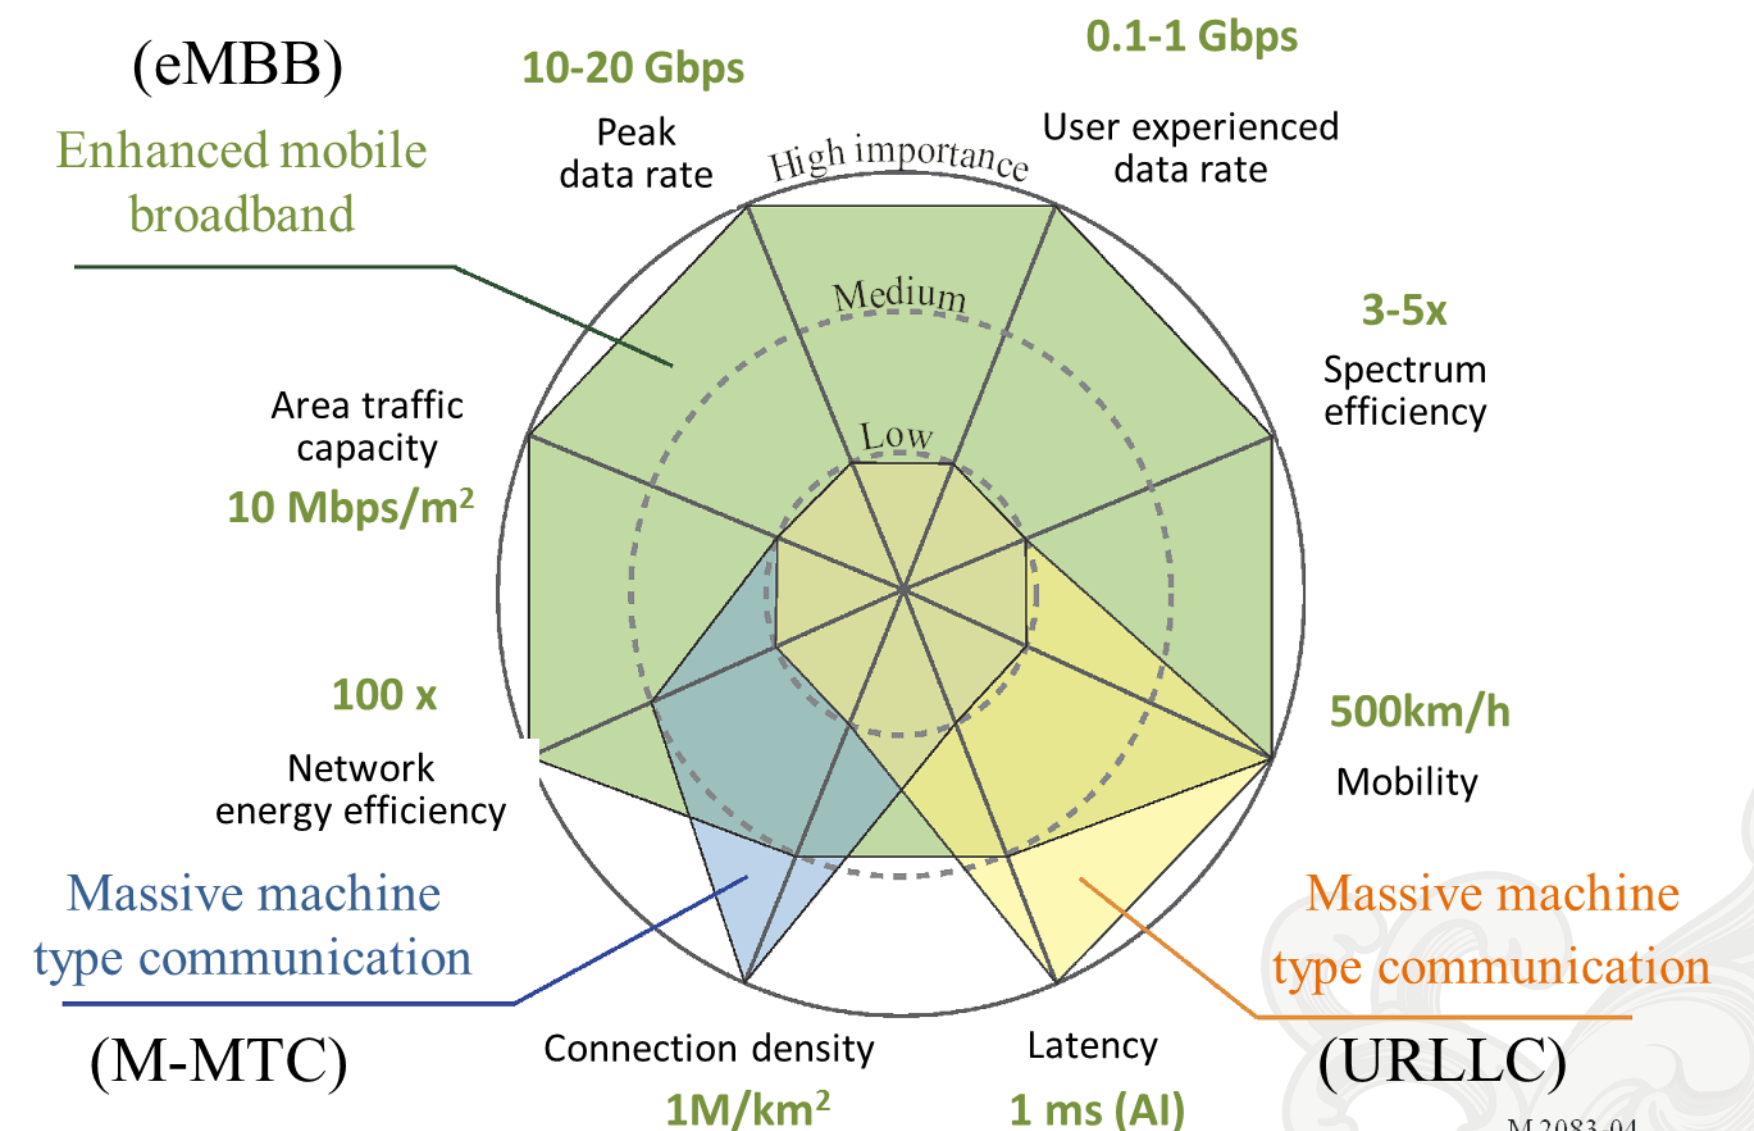 (eMBB)
Enhanced mobile
broadband
10-20 Gbps
Peak
data rate
0.1-1 Gbps
User experienced
data rate
High importance
Medium
Low
3-5x
Spectrum
efficiency
Area traffic
capacity
10 Mbps/m²
100 x
Network
energy efficiency
500km/h
Mobility
Massive machine
type communication
(M-MTC)
Connection density
1M/km²
Latency
1 ms (AI)
Massive machine
type communication
(URLLC)
M.2083-04